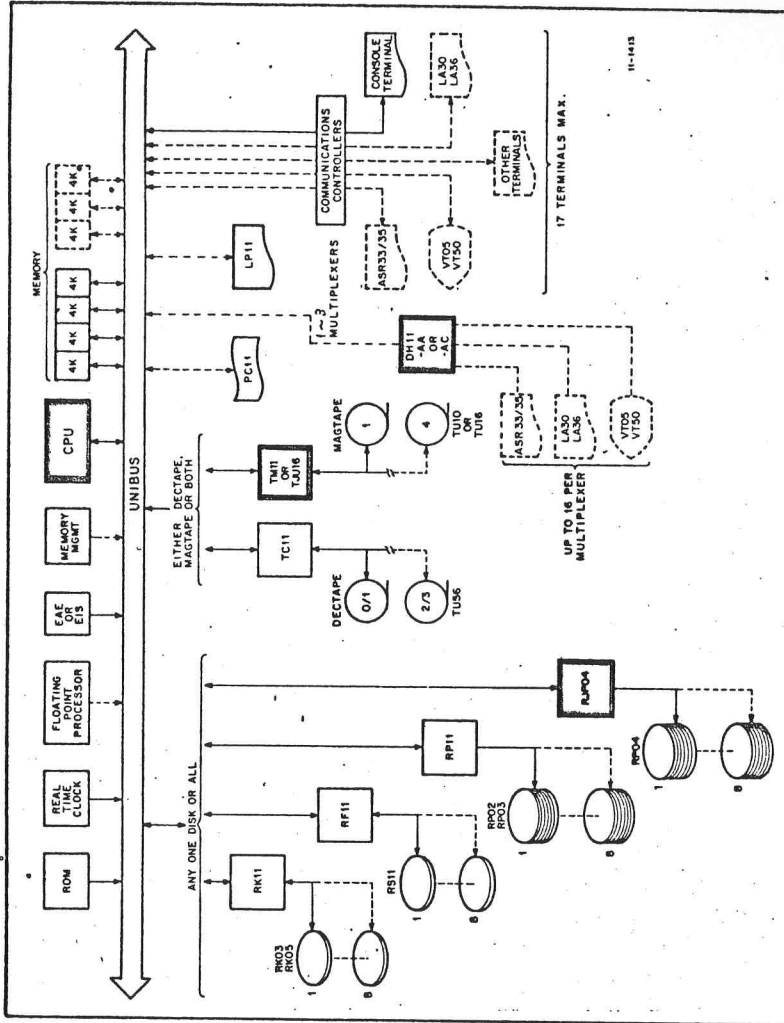 ROM
REAL
TIME
CLOCK
FLOATING
POINT
PROCESSOR
EAE OR
EIS
MEMORY
MGMT
CPU
MEMORY
4K
4K
4K
4K
4K
4K
4K
UNIBUS
ANY ONE DISK OR ALL
RK11
RK03
RK05
1
8
RF11
RS11
1
8
RP11
RP02
RP03
1
8
RJP04
RP04
1
8
EITHER DECTAPE,
MAGTAPE OR BOTH
TC11
DECTAPE
0/1
2/3
TU56
TM11
OR
TJU16
MAGTAPE
1
4
TU10
OR
TU16
PC11
LP11
1~3
MULTIPLEXERS
DH11
-AA
OR
-AC
ASR 33/35
LA30
LA36
VT05
VT50
UP TO 16 PER
MULTIPLEXER
COMMUNICATIONS
CONTROLLERS
CONSOLE
TERMINAL
LA30
LA36
OTHER
TERMINALS
ASR33/35
VT05
VT50
17 TERMINALS MAX.
11-1413